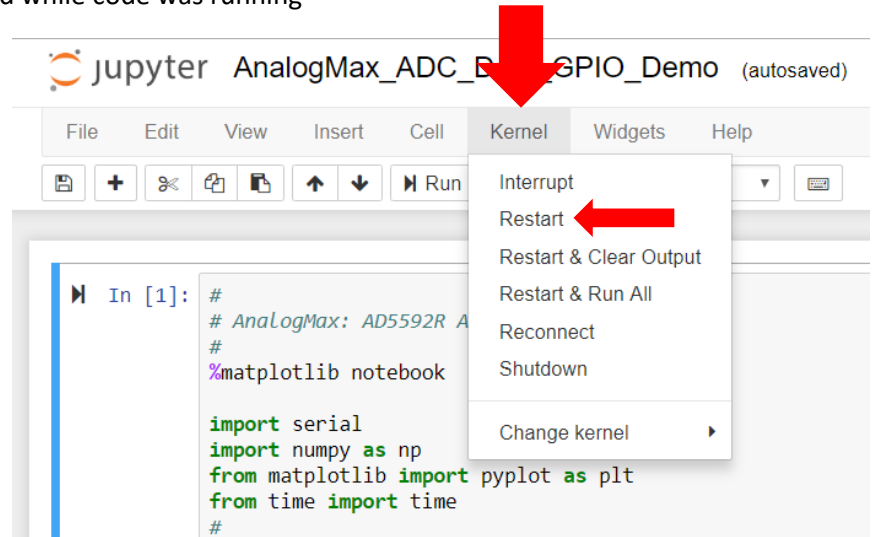 d while code was running
jupyter AnalogMax_ADC_D GPIO_Demo (autosaved)
File Edit View Insert Cell Kernel Widgets Help
Run
Interrupt
Restart
Restart & Clear Output
Restart & Run All
Reconnect
Shutdown
Change kernel
In [1]: #
# AnalogMax: AD5592R A
#
%matplotlib notebook
import serial
import numpy as np
from matplotlib import pyplot as plt
from time import time
#